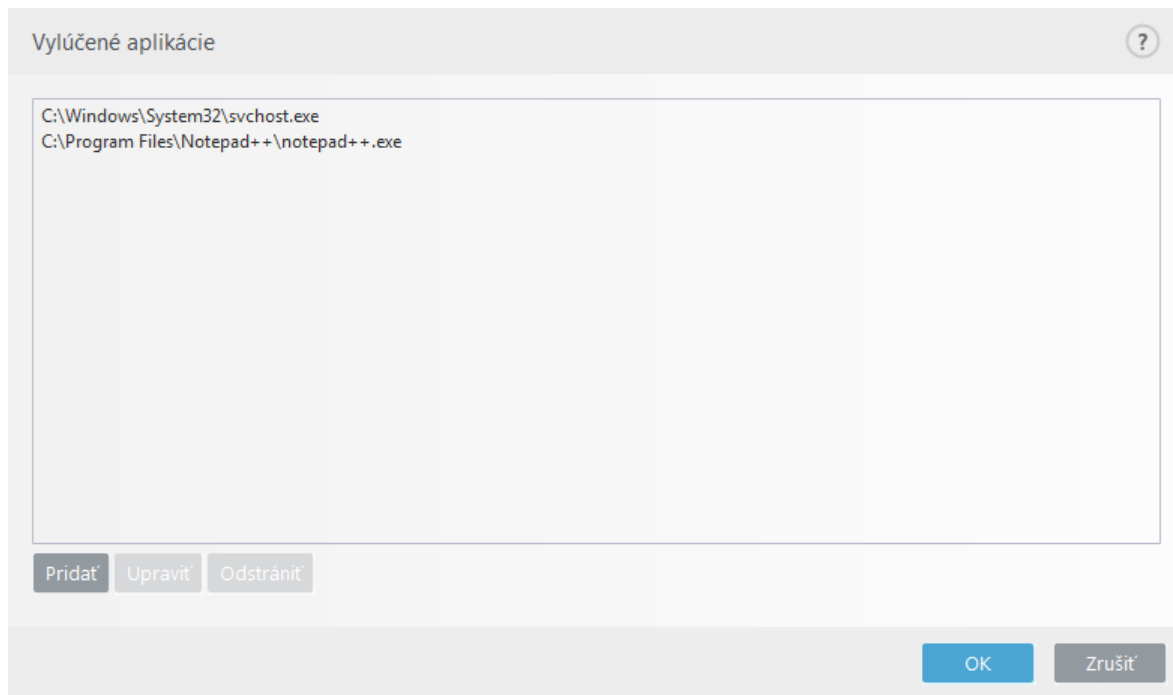 Vylúčené aplikácie
?
C:\Windows\System32\svchost.exe
C:\Program Files\Notepad++\notepad++.exe
Pridať Upraviť Odstrániť
OK Zrušiť